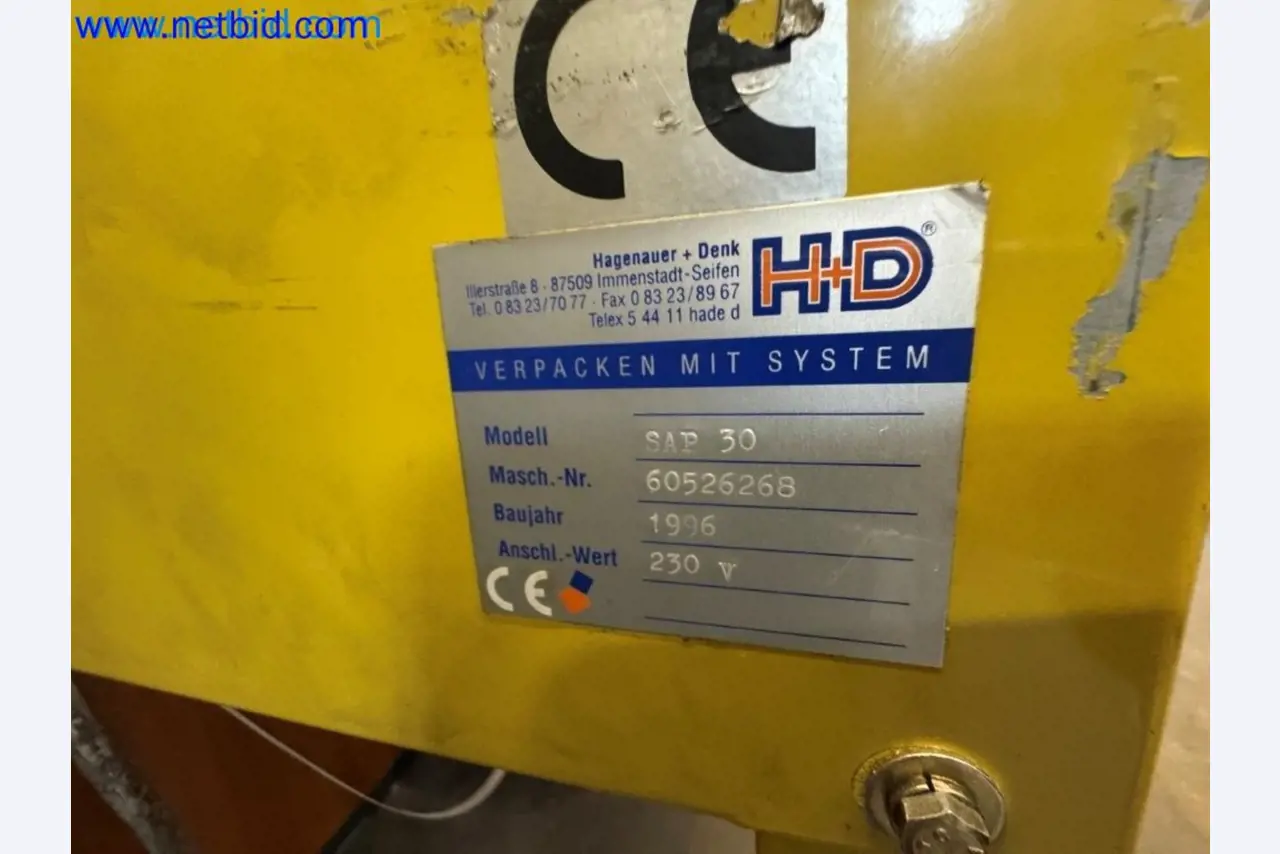 www.netbid.com
CE
Hagenauer + Denk
Illerstraße 8 · 87509 Immenstadt-Seifen
Tel. 0 83 23/70 77 · Fax 0 83 23/89 67
Telex 5 44 11 hade d
H+D®
VERPACKEN MIT SYSTEM
Modell SAP 30
Masch.-Nr. 60526268
Baujahr 1996
Anschl.-Wert 230 V
CE